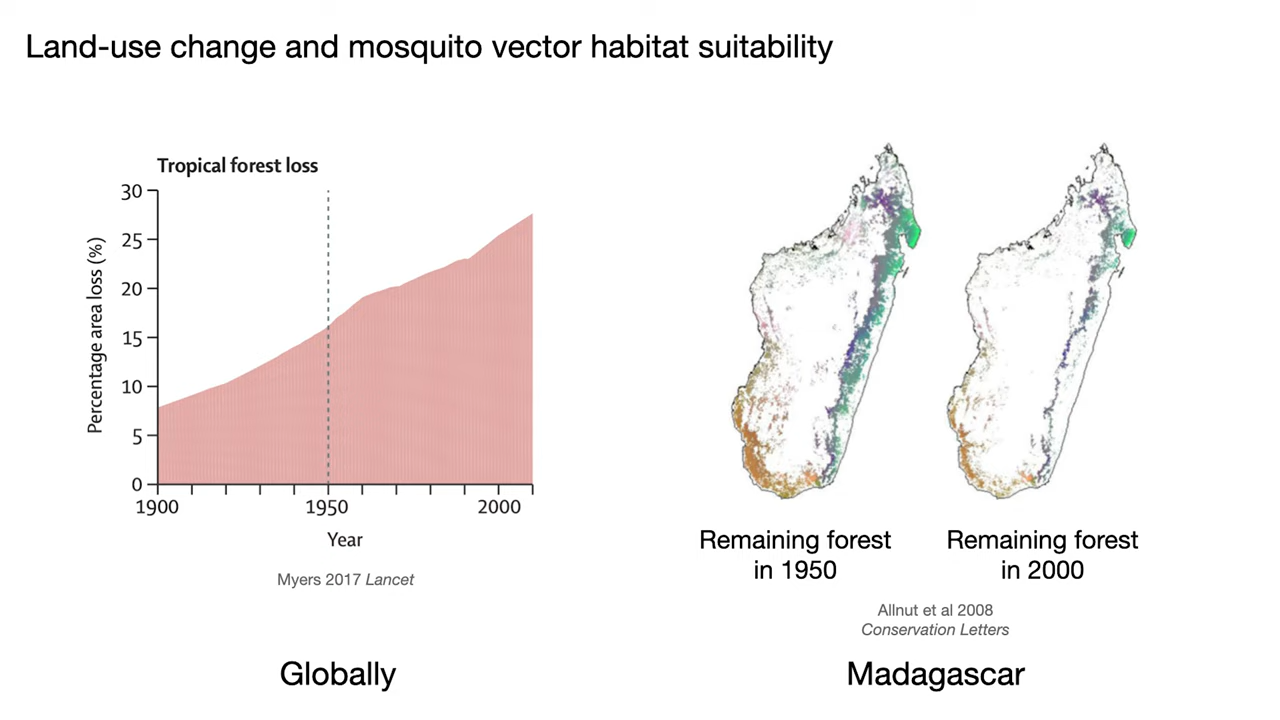 Land-use change and mosquito vector habitat suitability
Tropical forest loss
30
25
20
15
10
5
0
Percentage area loss (%)
1900
1950
2000
Year
Myers 2017 Lancet
Globally
Remaining forest
in 1950
Remaining forest
in 2000
Allnut et al 2008
Conservation Letters
Madagascar